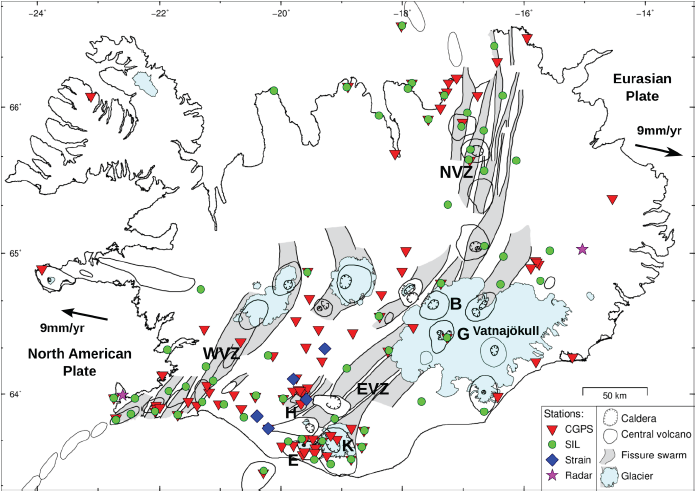 -24° -22° -20° -18° -16° -14°
66°
65°
64°
Eurasian
Plate
9mm/yr
NVZ
9mm/yr
North American
Plate
WVZ
EVZ
B
G
Vatnajökull
H
K
E
50 km
Stations:
CGPS
SIL
Strain
Radar
Caldera
Central volcano
Fissure swarm
Glacier